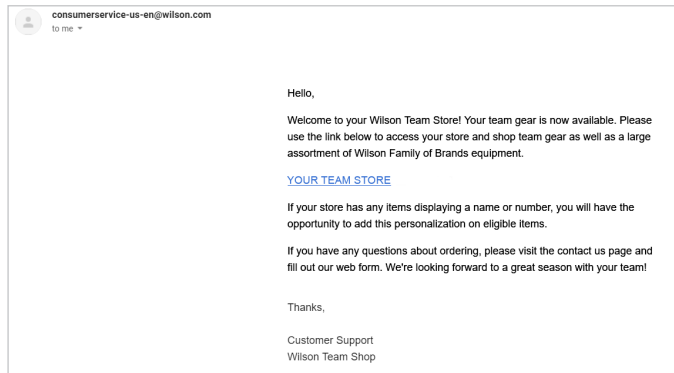 consumerservice-us-en@wilson.com
to me
Hello,
Welcome to your Wilson Team Store! Your team gear is now available. Please
use the link below to access your store and shop team gear as well as a large
assortment of Wilson Family of Brands equipment.
YOUR TEAM STORE
If your store has any items displaying a name or number, you will have the
opportunity to add this personalization on eligible items.
If you have any questions about ordering, please visit the contact us page and
fill out our web form. We're looking forward to a great season with your team!
Thanks,
Customer Support
Wilson Team Shop